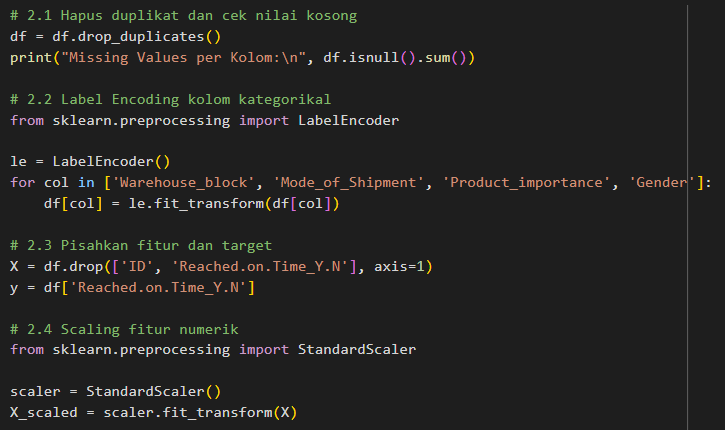 # 2.1 Hapus duplikat dan cek nilai kosong
df = df.drop_duplicates()
print("Missing Values per Kolom:\n", df.isnull().sum())

# 2.2 Label Encoding kolom kategorikal
from sklearn.preprocessing import LabelEncoder

le = LabelEncoder()
for col in ['Warehouse_block', 'Mode_of_Shipment', 'Product_importance', 'Gender']:
    df[col] = le.fit_transform(df[col])

# 2.3 Pisahkan fitur dan target
X = df.drop(['ID', 'Reached.on.Time_Y.N'], axis=1)
y = df['Reached.on.Time_Y.N']

# 2.4 Scaling fitur numerik
from sklearn.preprocessing import StandardScaler

scaler = StandardScaler()
X_scaled = scaler.fit_transform(X)